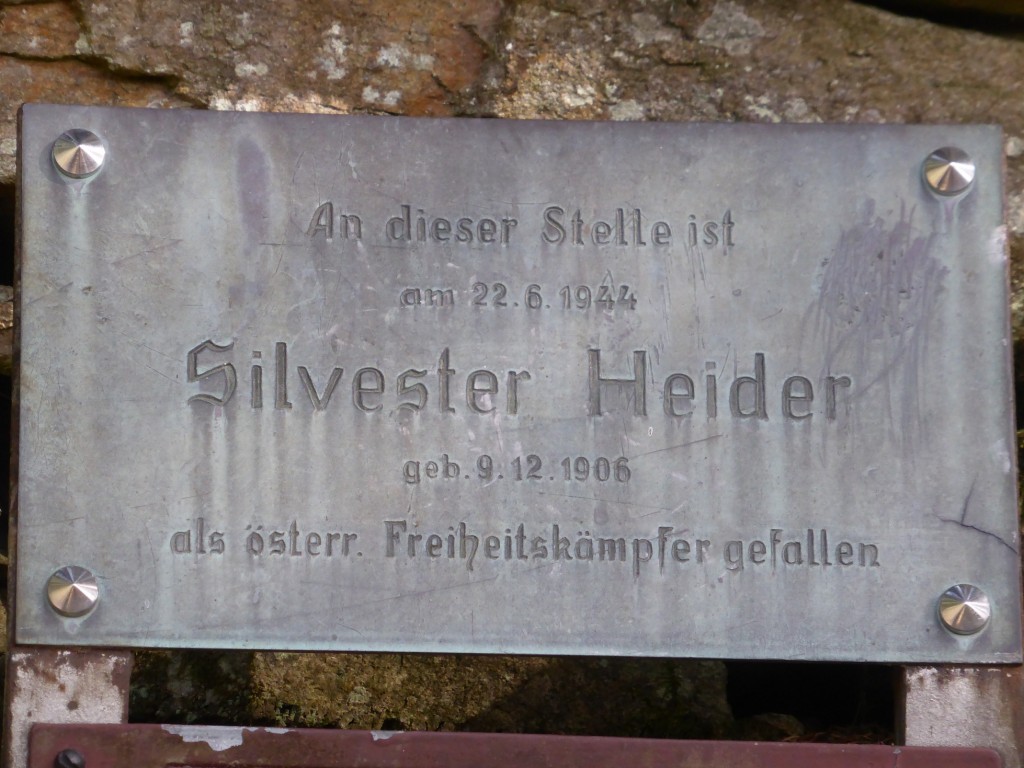 An dieser Stelle ist
am 22.6.1944
Silvester Heider
geb. 9.12.1906
als österr. Freiheitskämpfer gefallen